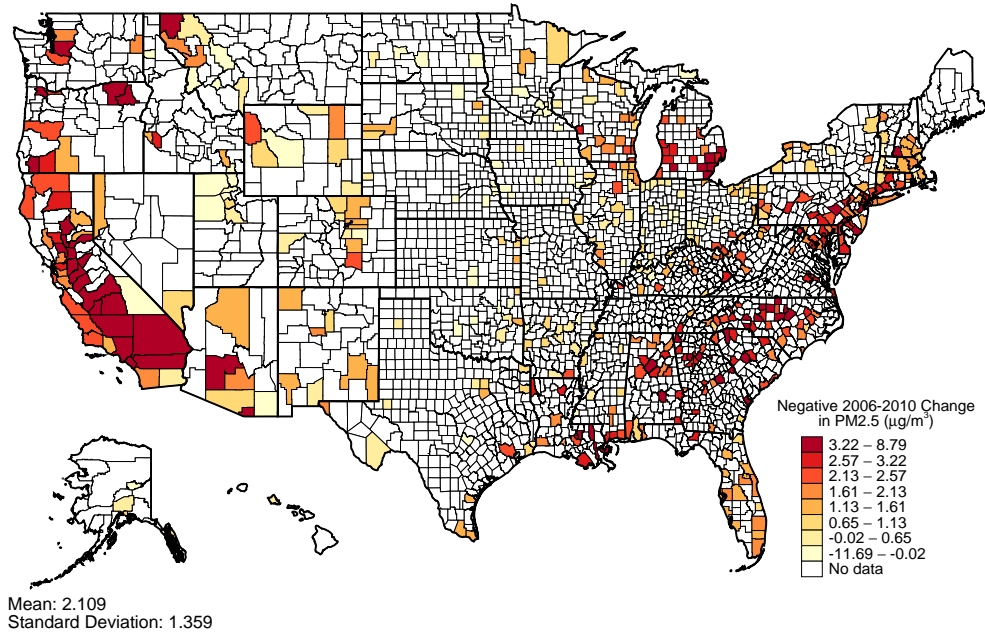 Negative 2006-2010 Change
in PM2.5 (μg/m³)
3.22 – 8.79
2.57 – 3.22
2.13 – 2.57
1.61 – 2.13
1.13 – 1.61
0.65 – 1.13
-0.02 – 0.65
-11.69 – -0.02
No data
Mean: 2.109
Standard Deviation: 1.359